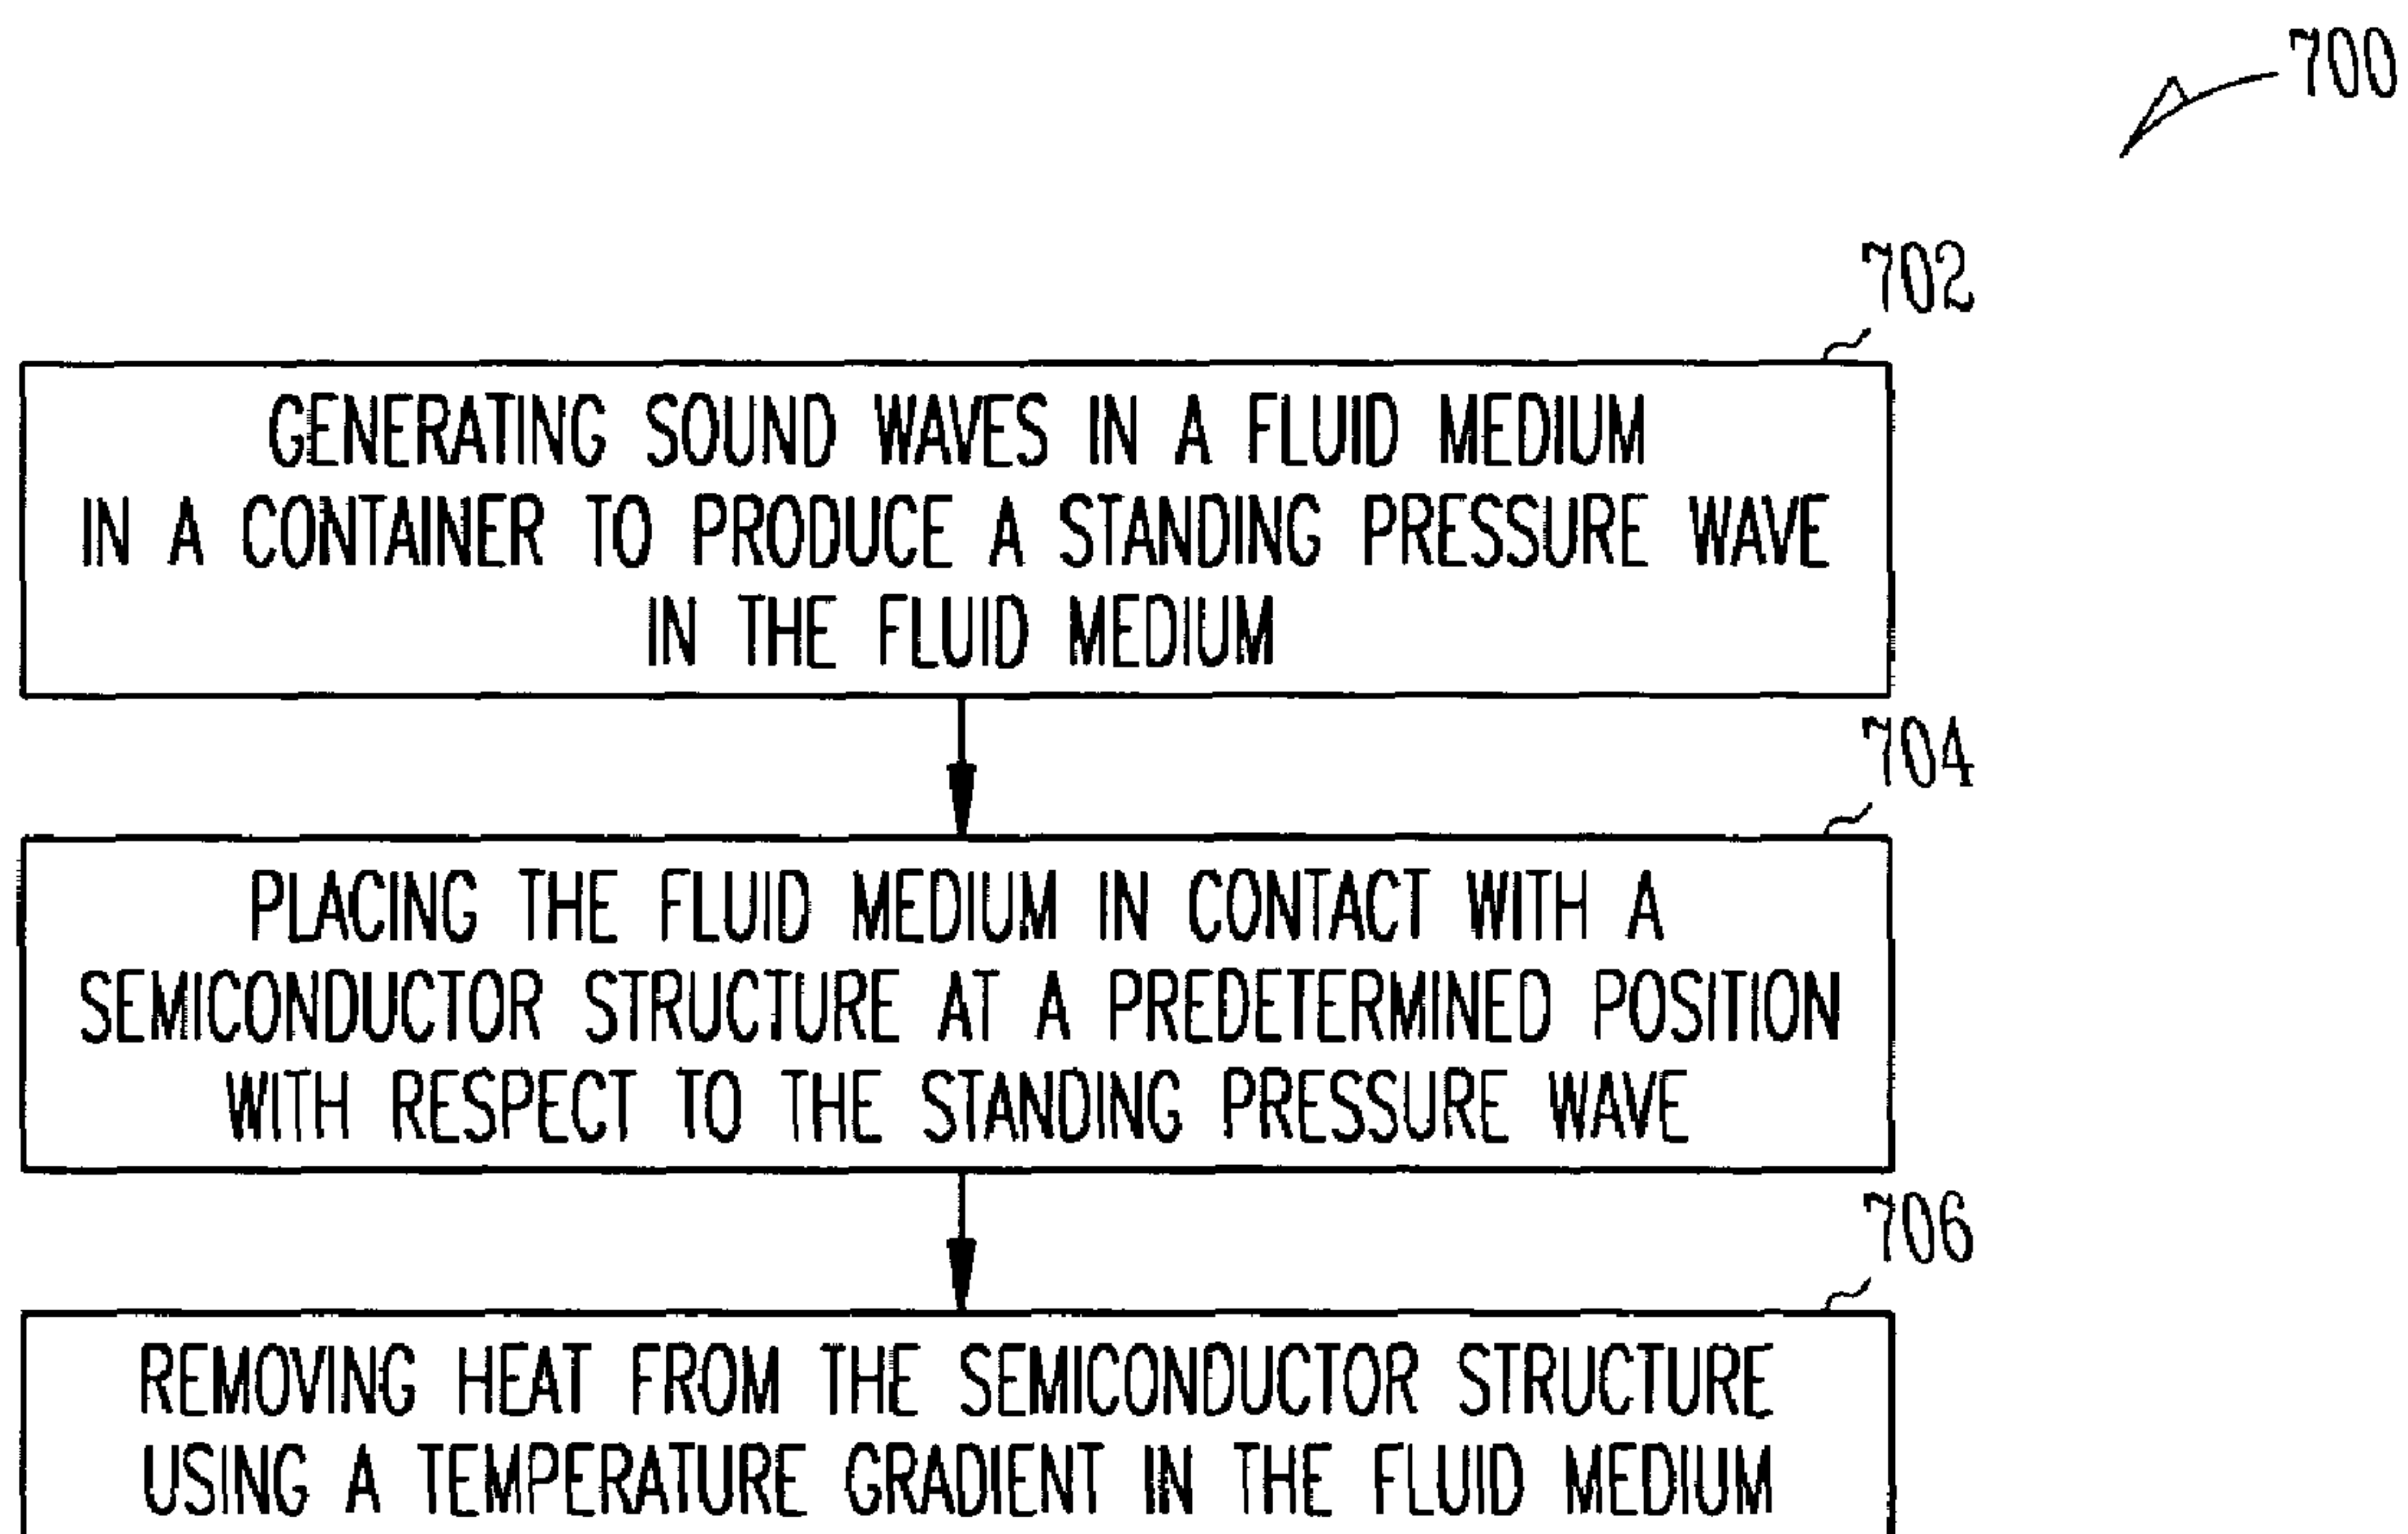 700
702
GENERATING SOUND WAVES IN A FLUID MEDIUM
IN A CONTAINER TO PRODUCE A STANDING PRESSURE WAVE
IN THE FLUID MEDIUM
704
PLACING THE FLUID MEDIUM IN CONTACT WITH A
SEMICONDUCTOR STRUCTURE AT A PREDETERMINED POSITION
WITH RESPECT TO THE STANDING PRESSURE WAVE
706
REMOVING HEAT FROM THE SEMICONDUCTOR STRUCTURE
USING A TEMPERATURE GRADIENT IN THE FLUID MEDIUM